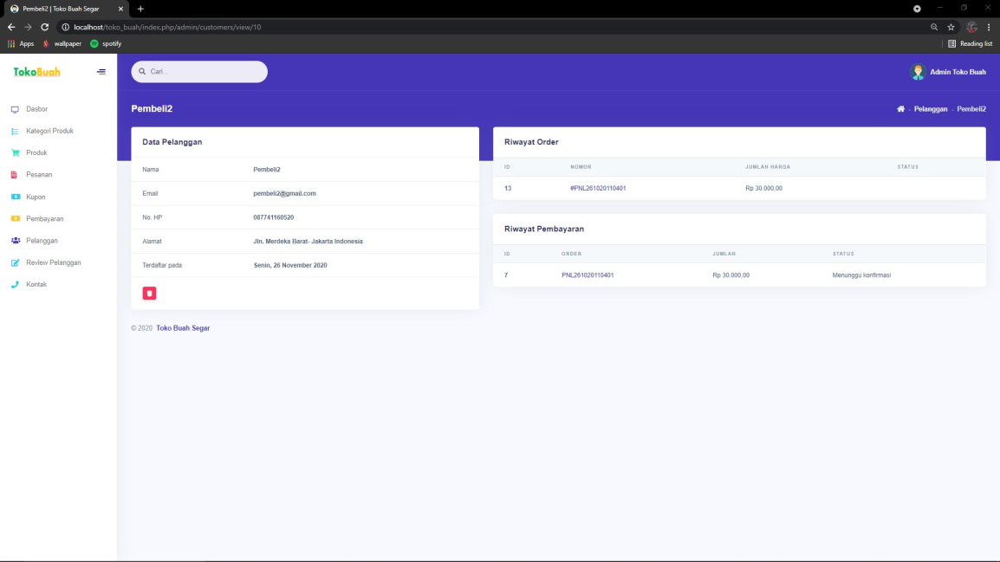 Pembeli2 | Toko Buah Segar
localhost/toko_buah/index.php/admin/customers/view/10
Apps wallpaper spotify Reading list
TokoBuah
Cari...
Admin Toko Buah
Dasbor
Kategori Produk
Produk
Pesanan
Kupon
Pembayaran
Pelanggan
Review Pelanggan
Kontak
Pembeli2
- Pelanggan - Pembeli2
Data Pelanggan
Nama Pembeli2
Email pembeli2@gmail.com
No. HP 087741160520
Alamat Jln. Merdeka Barat- Jakarta Indonesia
Terdaftar pada Senin, 26 November 2020
Riwayat Order
ID NOMOR JUMLAH HARGA STATUS
13 #PNL261020110401 Rp 30.000,00
Riwayat Pembayaran
ID ORDER JUMLAH STATUS
7 PNL261020110401 Rp 30.000,00 Menunggu konfirmasi
© 2020 Toko Buah Segar